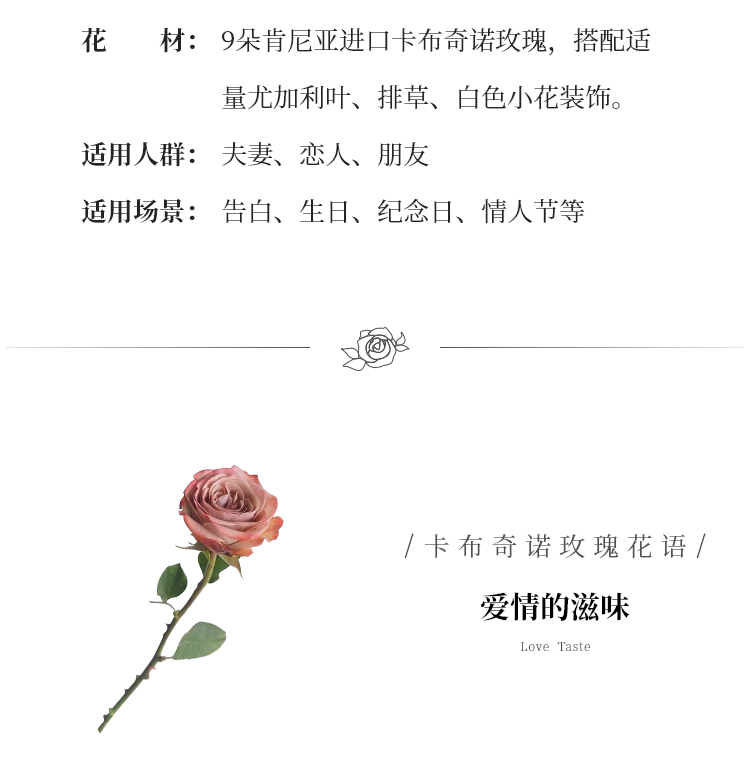 花　　材： 9朵肯尼亚进口卡布奇诺玫瑰，搭配适
量尤加利叶、排草、白色小花装饰。
适用人群： 夫妻、恋人、朋友
适用场景： 告白、生日、纪念日、情人节等
/ 卡布奇诺玫瑰花语 /
爱情的滋味
Love Taste